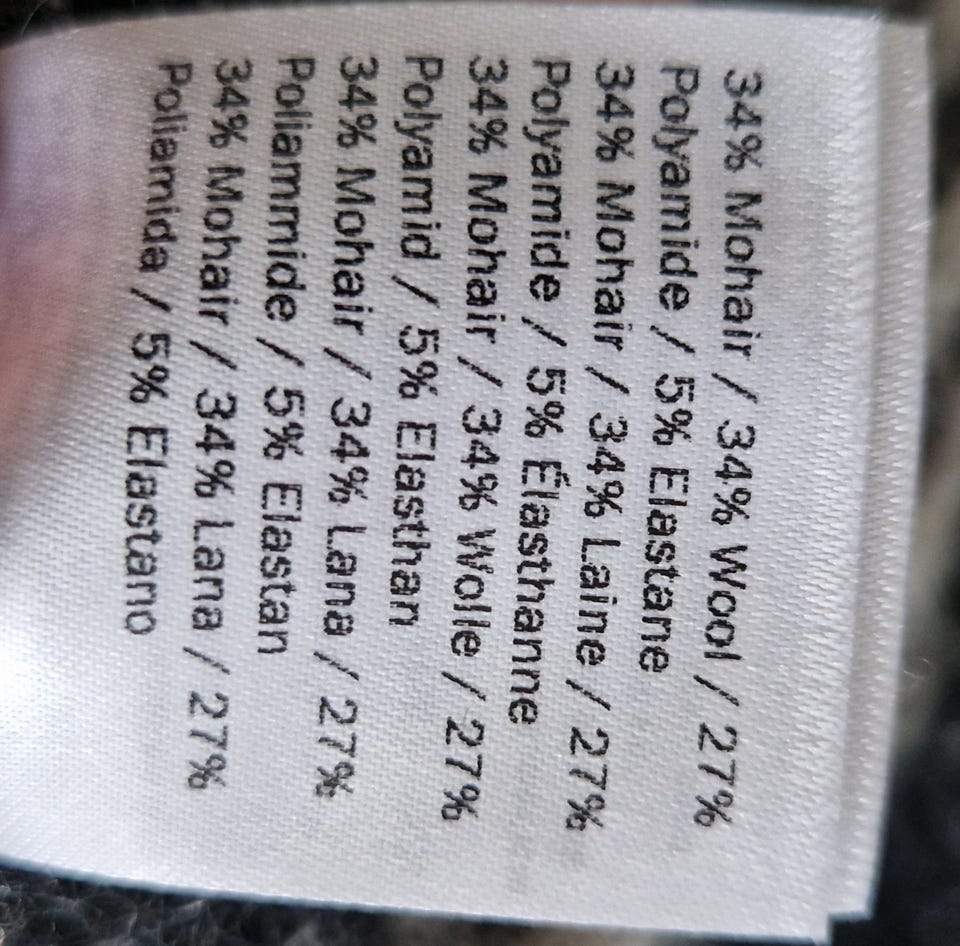 34% Mohair / 34% Wool / 27%
Polyamide / 5% Elastane
34% Mohair / 34% Laine / 27%
Polyamide / 5% Élasthanne
34% Mohair / 34% Wolle / 27%
Polyamid / 5% Elasthan
34% Mohair / 34% Lana / 27%
Poliammide / 5% Elastan
34% Mohair / 34% Lana / 27%
Poliamida / 5% Elastano